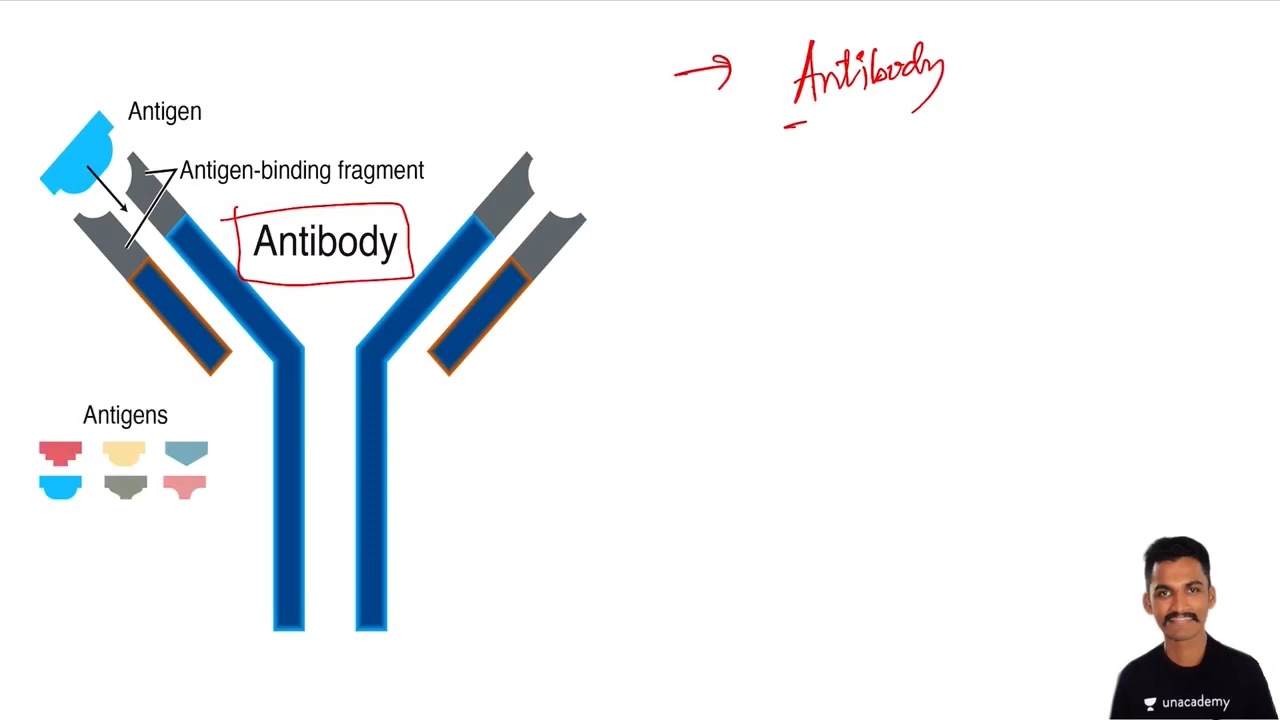 Antibody
Antigen
Antigen-binding fragment
Antibody
Antigens
unacademy